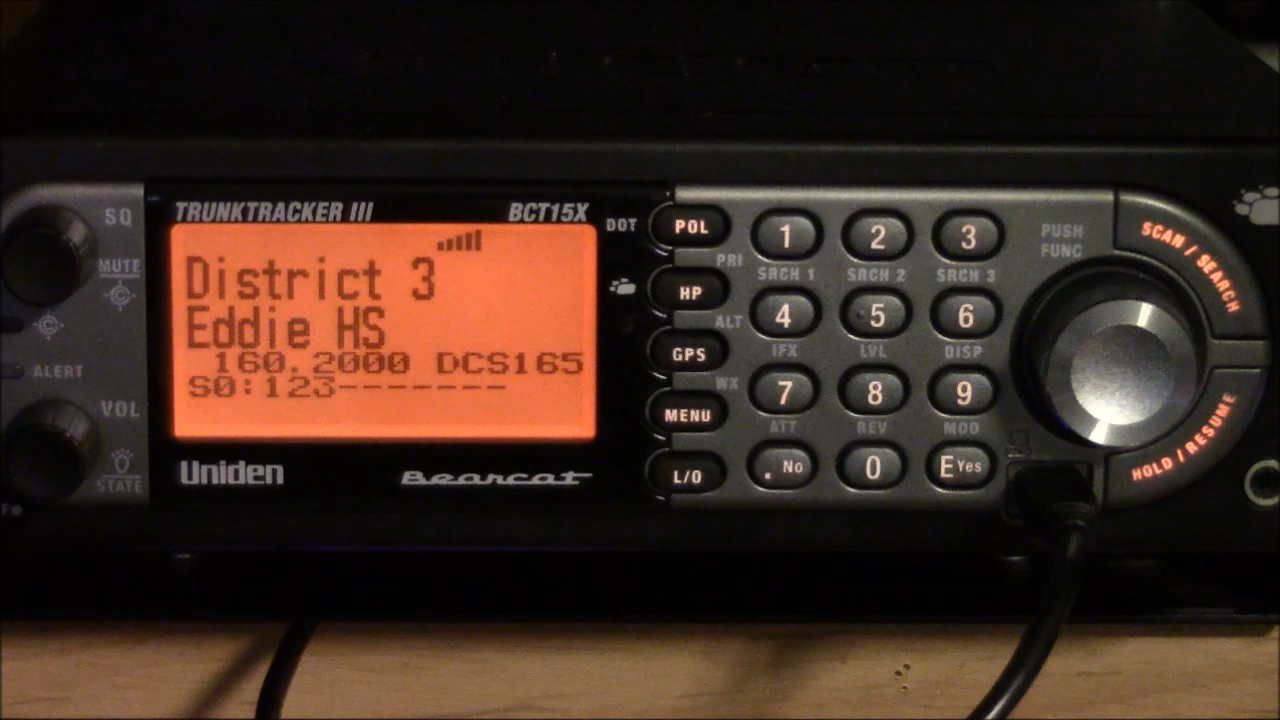 SQ
MUTE
ALERT
VOL
STATE
TRUNKTRACKER III BCT15X
District 3
Eddie HS
160.2000 DCS165
S0:123-------
Uniden Bearcat
DOT POL
PRI
HP
ALT
GPS
WX
MENU
L/O
1 2 3
SRCH 1 SRCH 2 SRCH 3
4 5 6
IFX LVL DISP
7 8 9
ATT REV MOD
. No 0 E Yes
PUSH
FUNC
SCAN / SEARCH
HOLD / RESUME